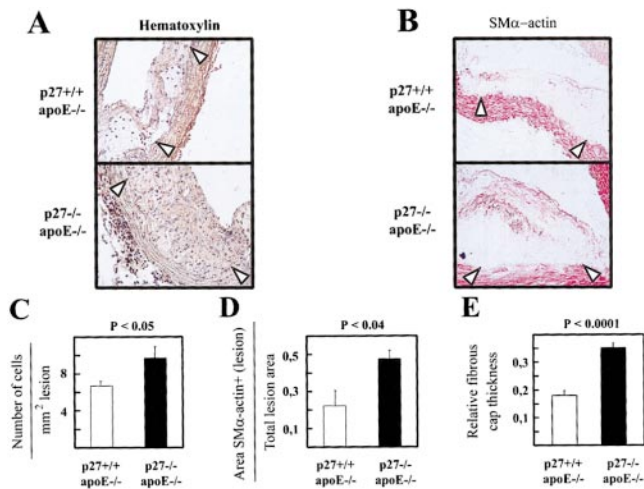 A
Hematoxylin
p27+/+
apoE-/-
p27-/-
apoE-/-
B
SMα-actin
p27+/+
apoE-/-
p27-/-
apoE-/-
C
P < 0.05
Number of cells
mm2 lesion
8
4
p27+/+
apoE-/-
p27-/-
apoE-/-
D
P < 0.04
Area SMα-actin+ (lesion)
Total lesion area
0,5
0,3
0,1
p27+/+
apoE-/-
p27-/-
apoE-/-
E
P < 0.0001
Relative fibrous
cap thickness
0,3
0,2
0,1
p27+/+
apoE-/-
p27-/-
apoE-/-